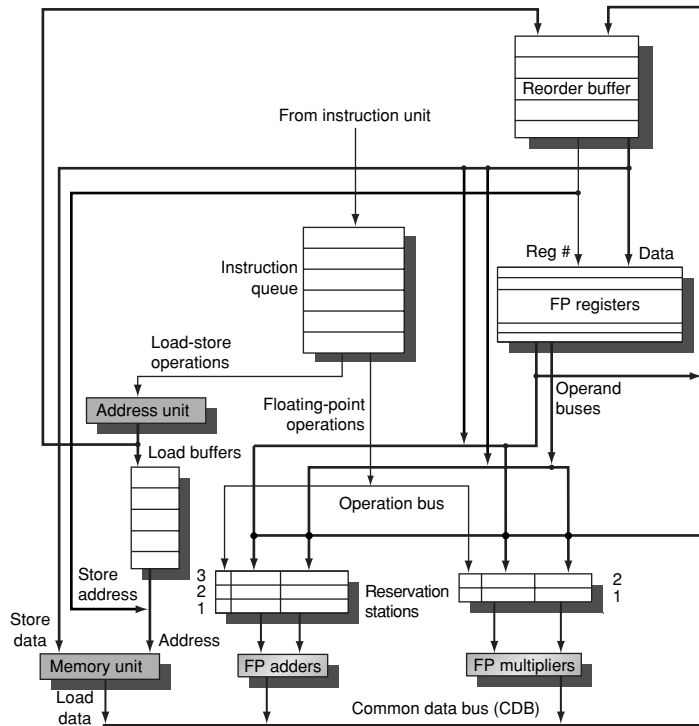 Reorder buffer
From instruction unit
Reg #
Data
Instruction
queue
FP registers
Load-store
operations
Operand
buses
Address unit
Floating-point
operations
Load buffers
Operation bus
3
2
1
Reservation
stations
2
1
Store
address
Store
data
Address
Memory unit
FP adders
FP multipliers
Load
data
Common data bus (CDB)